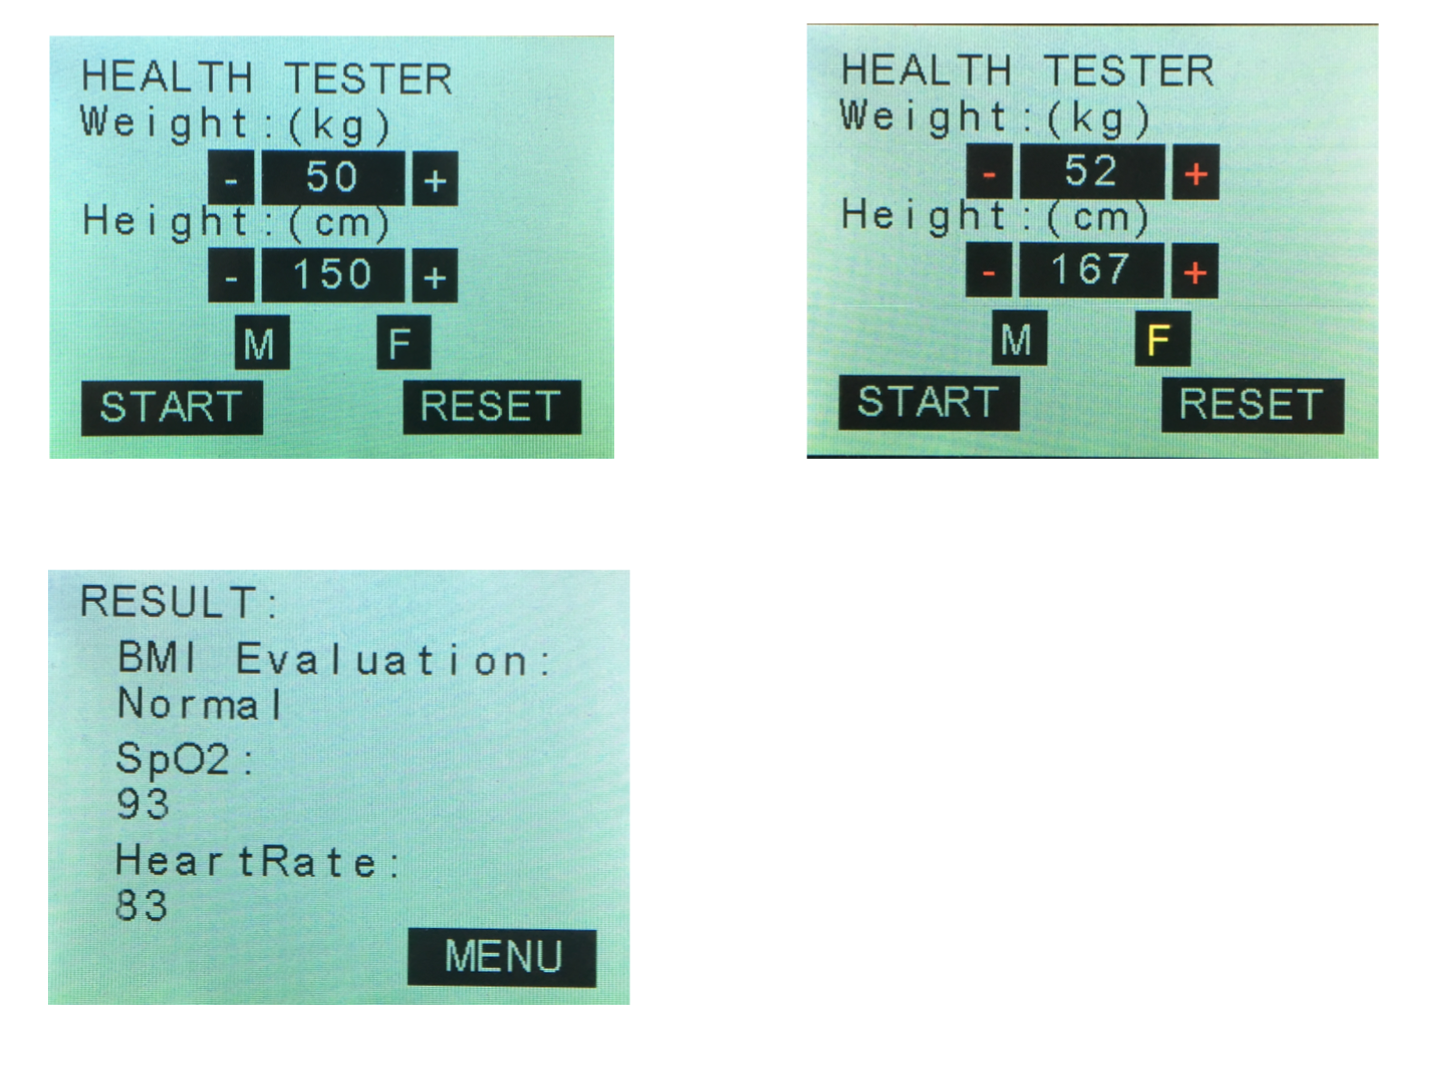 HEALTH TESTER
Weight:(kg)
- 50 +
Height:(cm)
- 150 +
M F
START RESET
HEALTH TESTER
Weight:(kg)
- 52 +
Height:(cm)
- 167 +
M F
START RESET
RESULT:
BMI Evaluation:
Normal
SpO2:
93
HeartRate:
83
MENU